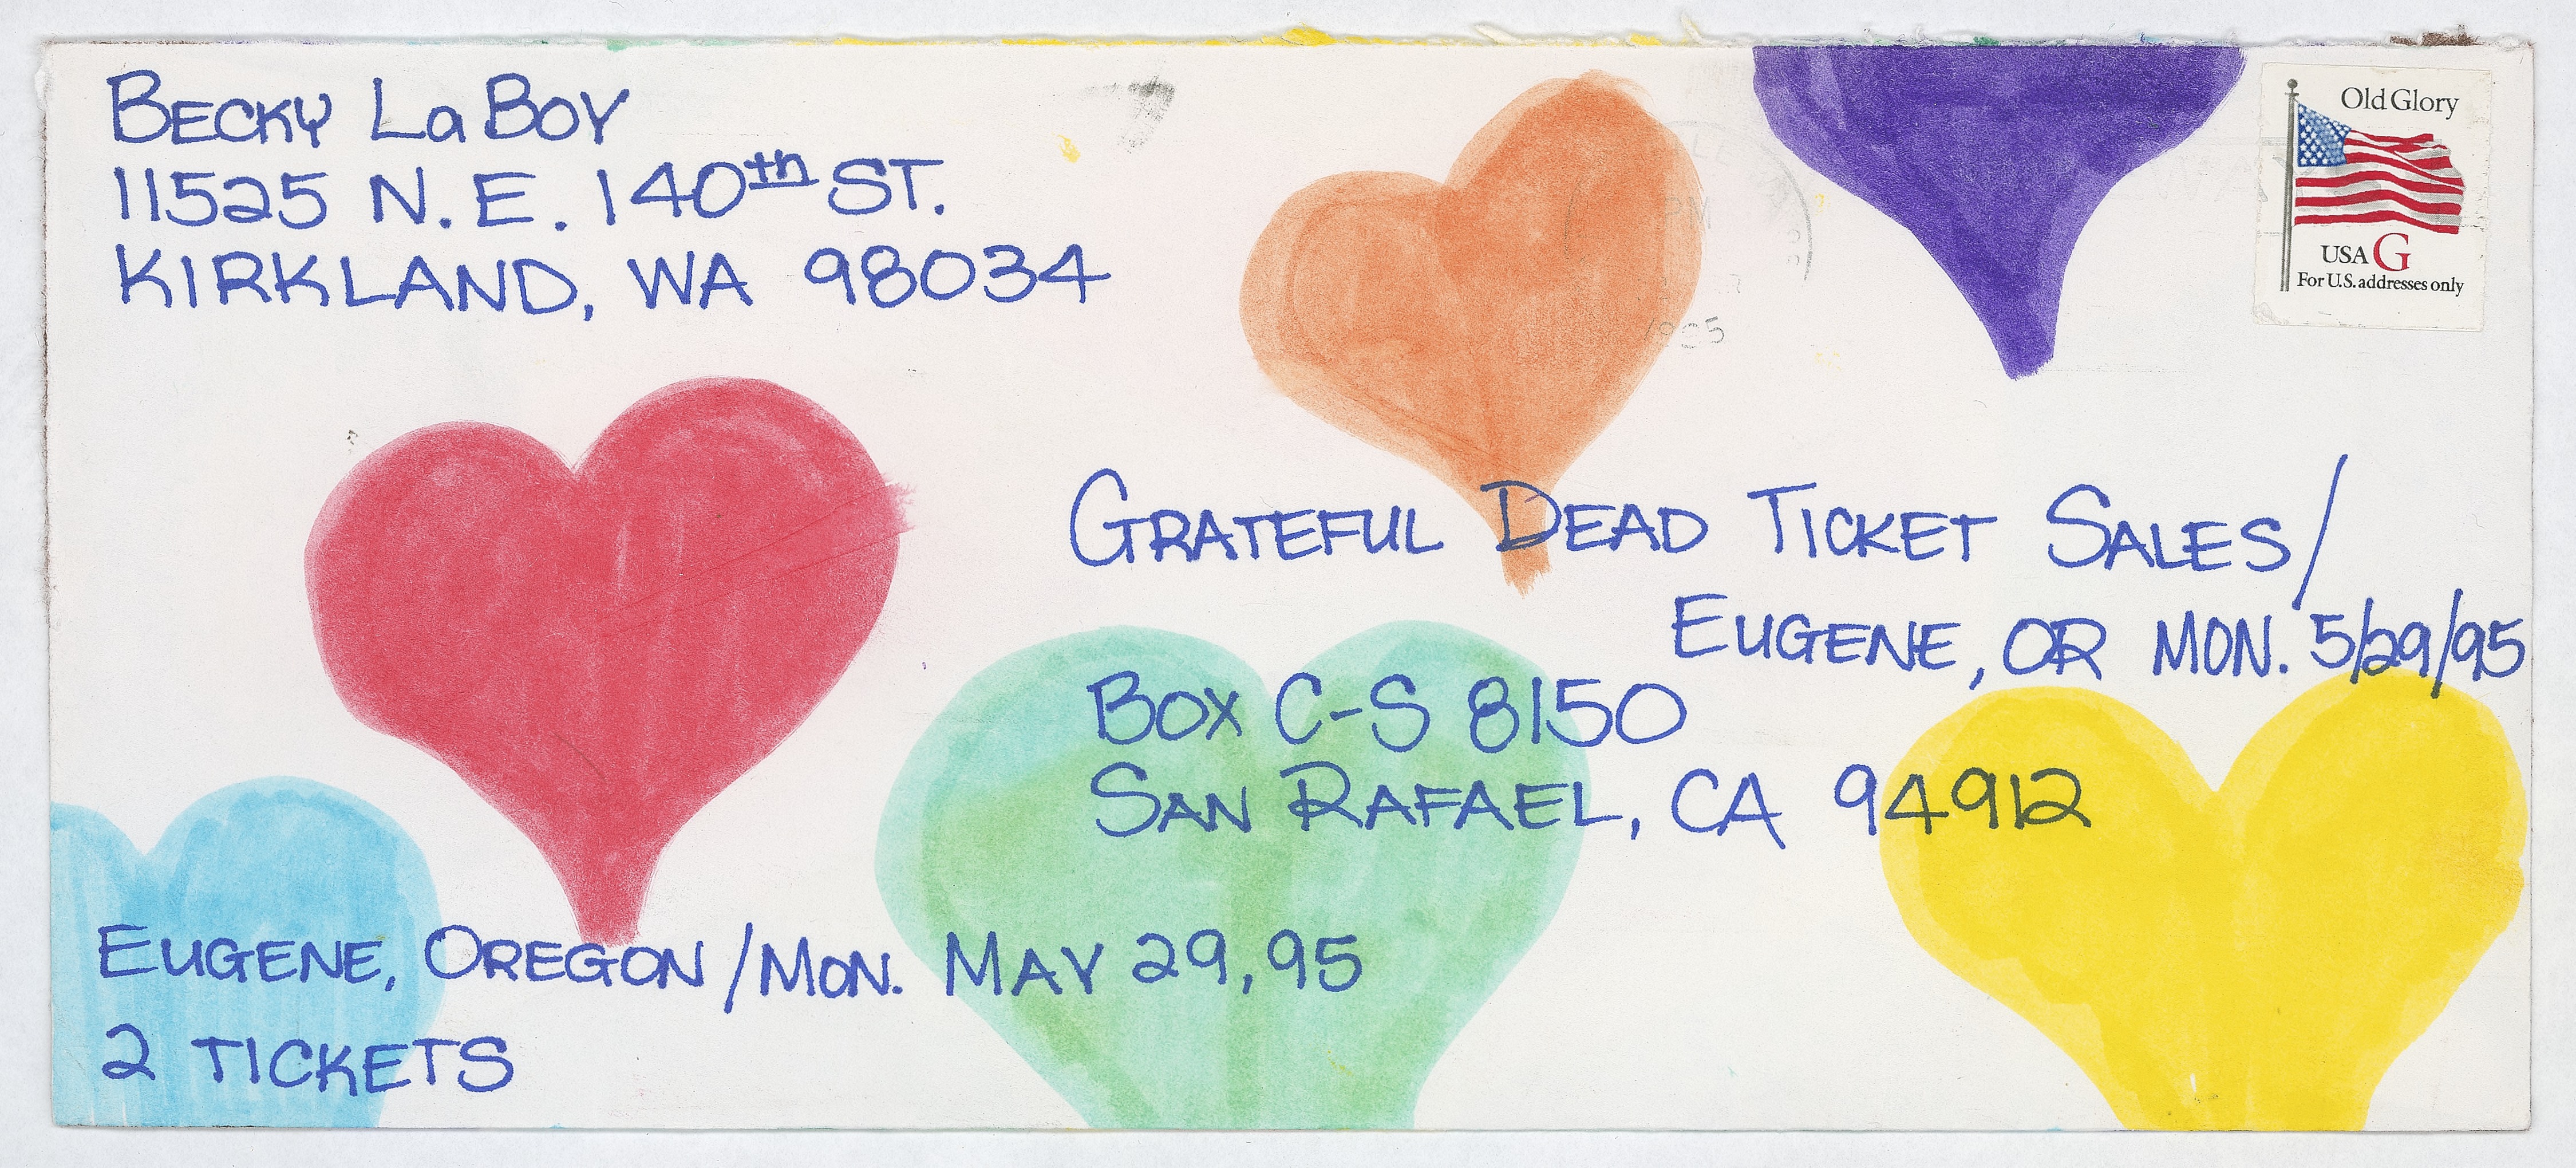 BECKY La BOY
11525 N.E. 140th ST.
KIRKLAND, WA 98034
Old Glory
USA G
For U.S. addresses only
PM
GRATEFUL DEAD TICKET SALES/
EUGENE, OR MON. 5/29/95
BOX C-S 8150
SAN RAFAEL, CA 94912
EUGENE, OREGON / MON. MAY 29, 95
2 TICKETS